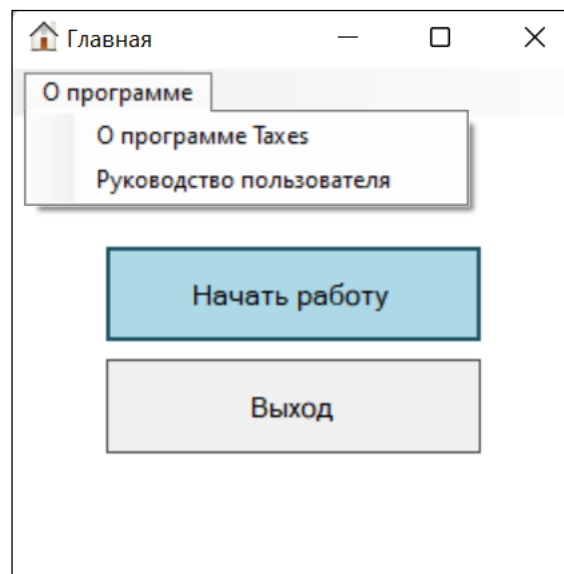 Главная
О программе
О программе Taxes
Руководство пользователя
Начать работу
Выход